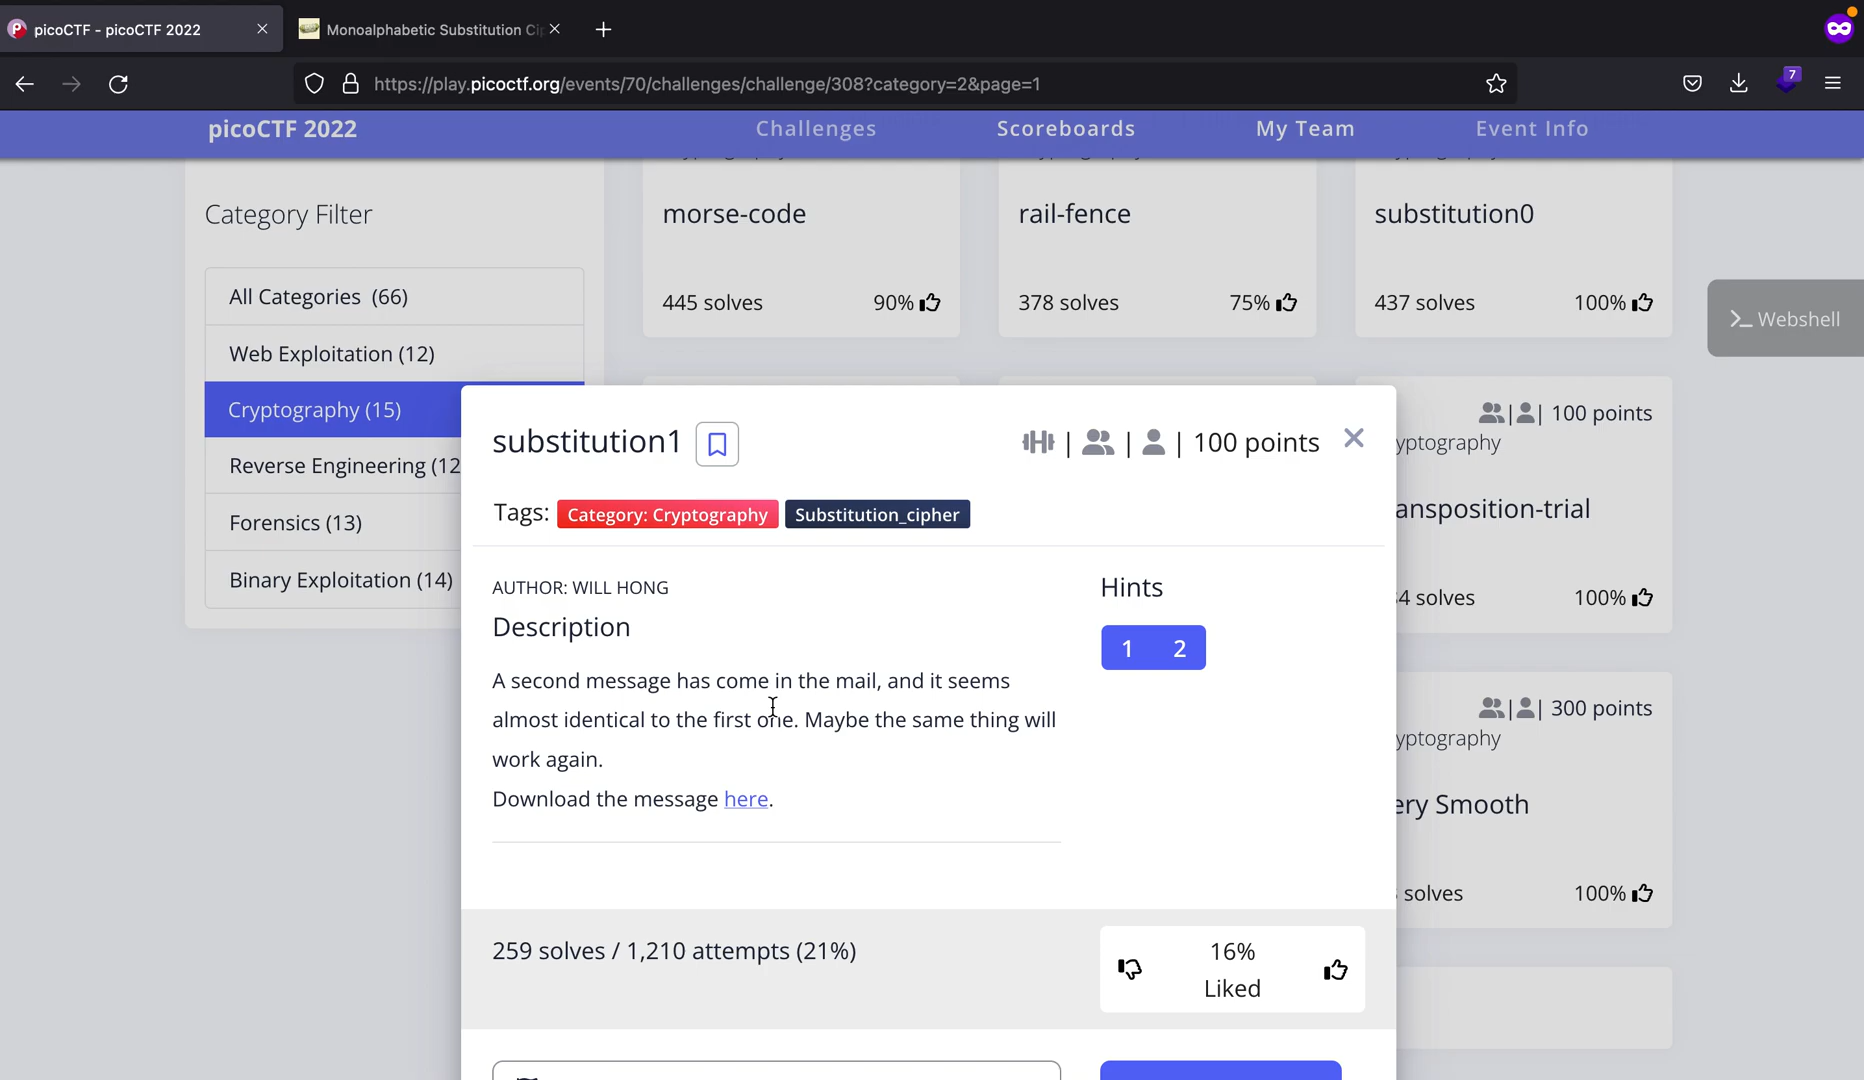 picoCTF - picoCTF 2022
Monoalphabetic Substitution Ci
https://play.picoctf.org/events/70/challenges/challenge/308?category=2&page=1
7
picoCTF 2022
Challenges
Scoreboards
My Team
Event Info
Category Filter
All Categories (66)
Web Exploitation (12)
Cryptography (15)
Reverse Engineering (12
Forensics (13)
Binary Exploitation (14)
morse-code
445 solves
90%
rail-fence
378 solves
75%
substitution0
437 solves
100%
Webshell
| | 100 points
yptography
ansposition-trial
4 solves
100%
| | 300 points
yptography
ery Smooth
solves
100%
substitution1
| | | 100 points
Tags: Category: Cryptography Substitution_cipher
AUTHOR: WILL HONG
Description
A second message has come in the mail, and it seems
almost identical to the first one. Maybe the same thing will
work again.
Download the message here.
Hints
1 2
259 solves / 1,210 attempts (21%)
16%
Liked